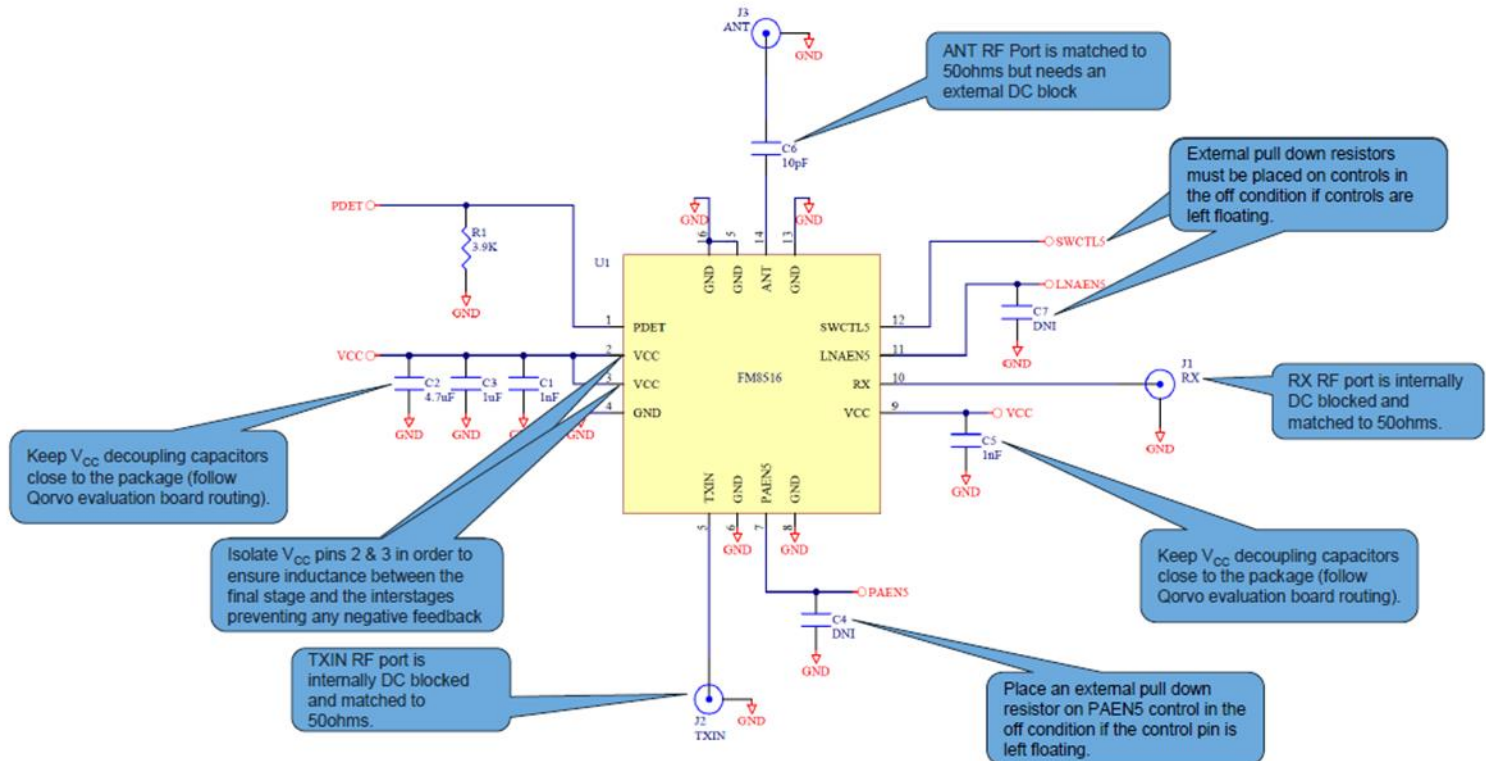 J3
ANT
GND
ANT RF Port is matched to
50ohms but needs an
external DC block
C6
10pF
External pull down resistors
must be placed on controls in
the off condition if controls are
left floating.
PDET
R1
3.9K
GND
GND
GND
SWCTL5
LNAEN5
C7
DNI
GND
U1
16
5
14
13
GND
GND
ANT
GND
1
PDET
SWCTL5
12
2
VCC
LNAEN5
11
3
VCC
FM8516
RX
10
4
GND
VCC
9
TXIN
GND
PAEN5
GND
5
6
7
8
VCC
C2
4.7uF
C3
1uF
C1
1nF
GND
GND
GND
GND
J1
RX
GND
RX RF port is internally
DC blocked and
matched to 50ohms.
VCC
C5
1nF
GND
Keep VCC decoupling capacitors
close to the package (follow
Qorvo evaluation board routing).
GND
GND
Isolate VCC pins 2 & 3 in order to
ensure inductance between the
final stage and the interstages
preventing any negative feedback
Keep VCC decoupling capacitors
close to the package (follow
Qorvo evaluation board routing).
PAEN5
C4
DNI
GND
TXIN RF port is
internally DC blocked
and matched to
50ohms.
J2
TXIN
GND
Place an external pull down
resistor on PAEN5 control in the
off condition if the control pin is
left floating.